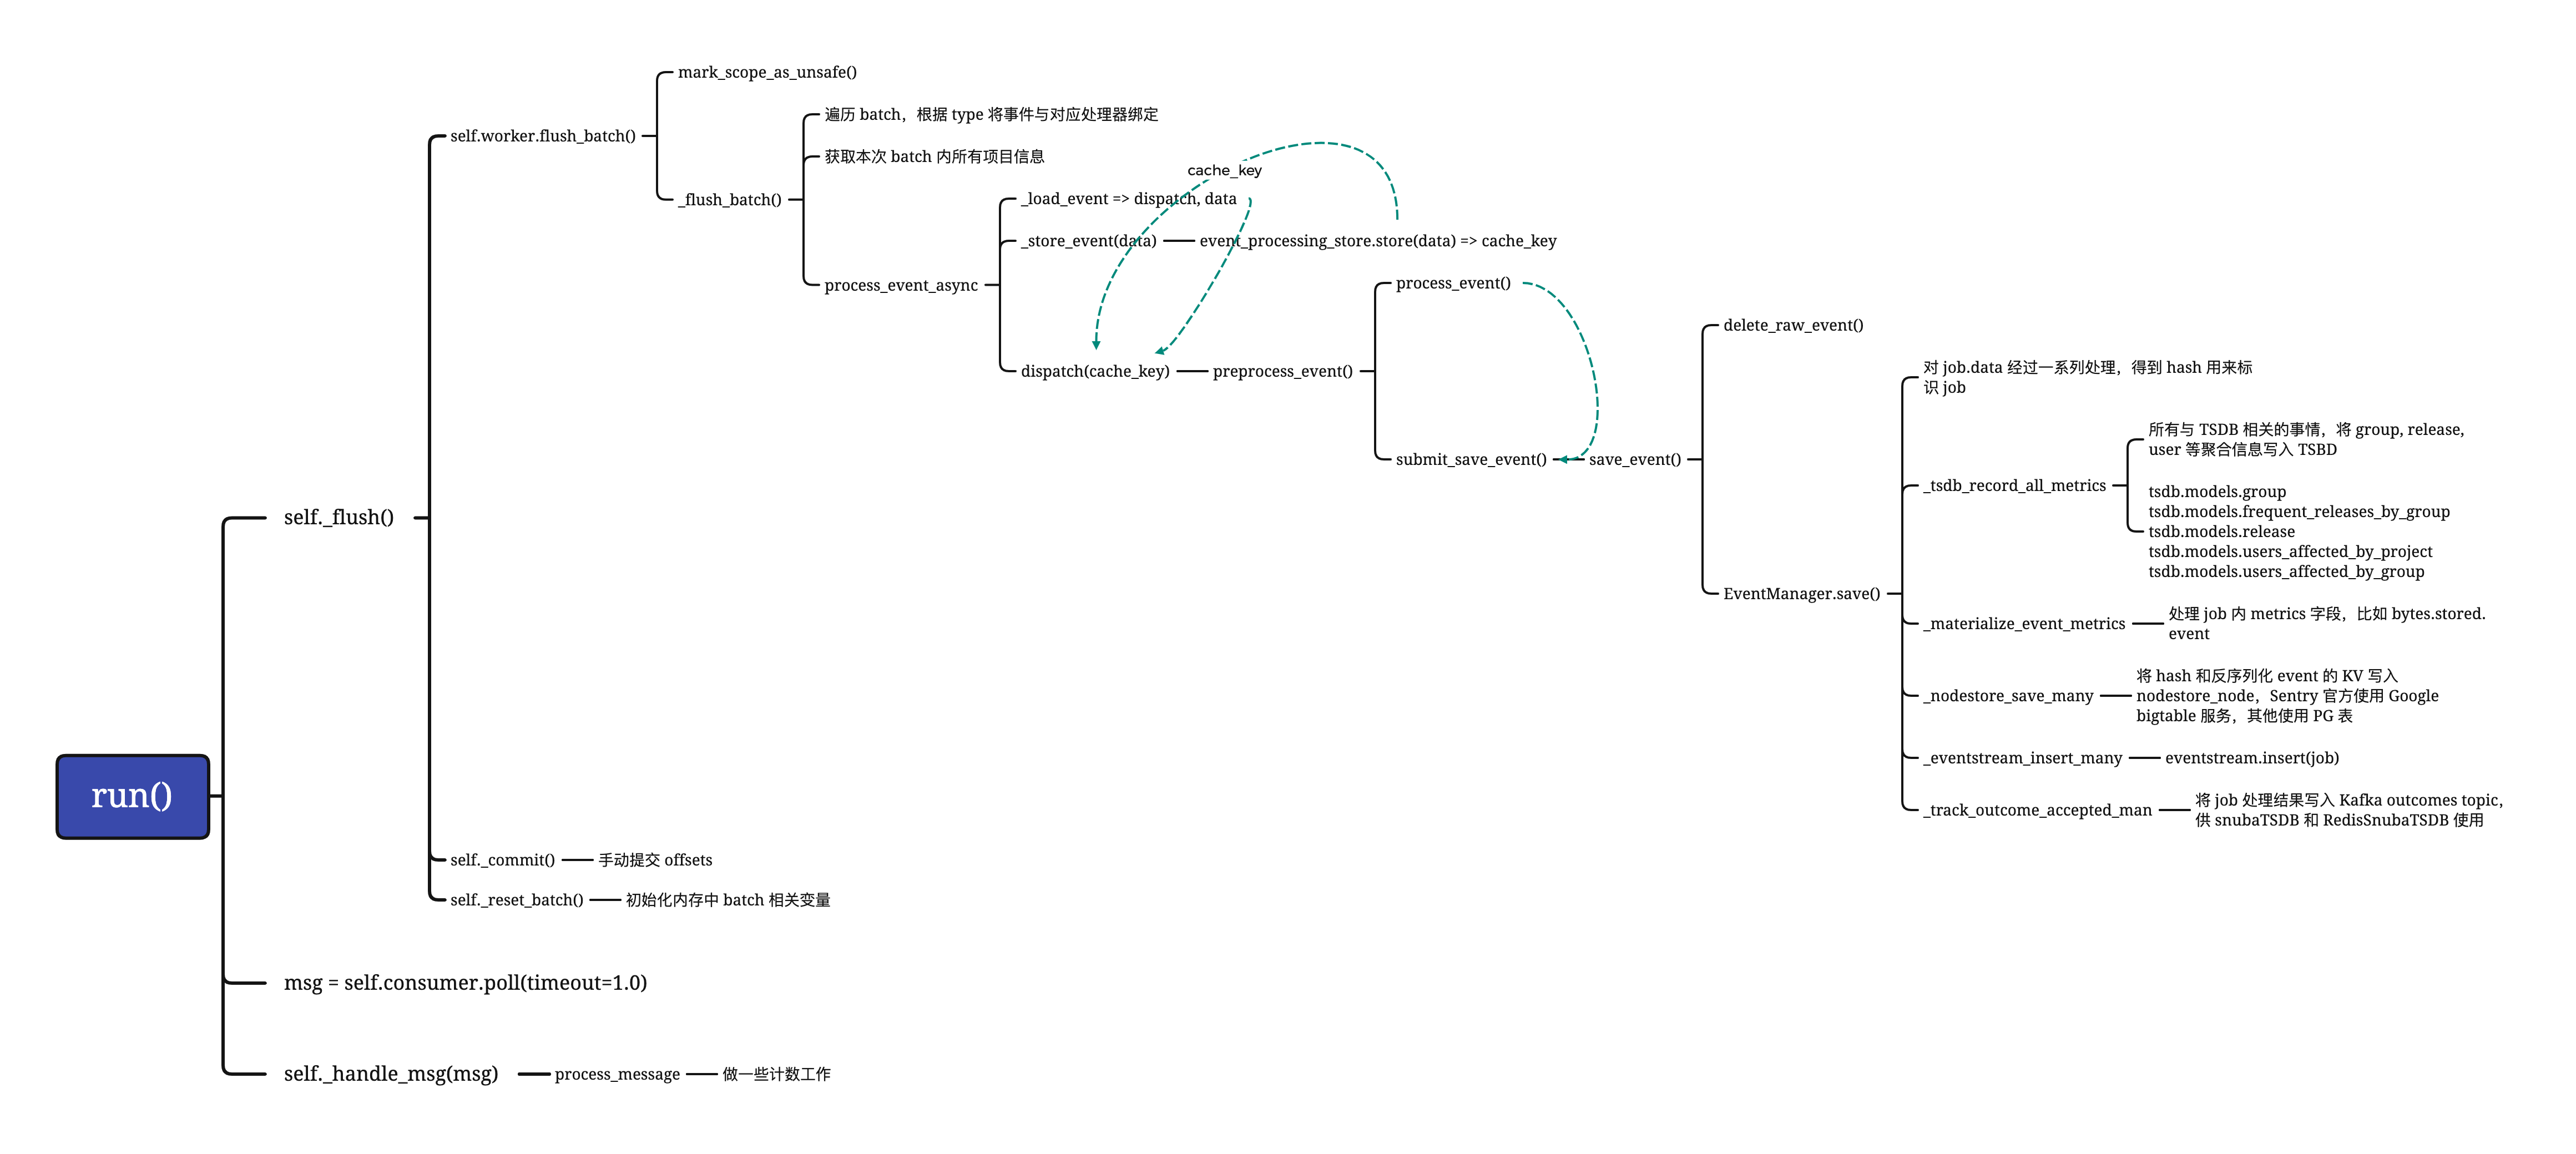 mark_scope_as_unsafe()
遍历 batch，根据 type 将事件与对应处理器绑定
self.worker.flush_batch()
获取本次 batch 内所有项目信息
cache_key
_flush_batch()
_load_event => dispatch, data
_store_event(data)
event_processing_store.store(data) => cache_key
process_event_async
process_event()
delete_raw_event()
dispatch(cache_key)
preprocess_event()
对 job.data 经过一系列处理，得到 hash 用来标
识 job
submit_save_event()
save_event()
所有与 TSDB 相关的事情，将 group, release,
user 等聚合信息写入 TSBD
_tsdb_record_all_metrics
tsdb.models.group
tsdb.models.frequent_releases_by_group
tsdb.models.release
tsdb.models.users_affected_by_project
tsdb.models.users_affected_by_group
self._flush()
EventManager.save()
_materialize_event_metrics
处理 job 内 metrics 字段，比如 bytes.stored.
event
_nodestore_save_many
将 hash 和反序列化 event 的 KV 写入
nodestore_node，Sentry 官方使用 Google
bigtable 服务，其他使用 PG 表
_eventstream_insert_many
eventstream.insert(job)
_track_outcome_accepted_man
将 job 处理结果写入 Kafka outcomes topic，
供 snubaTSDB 和 RedisSnubaTSDB 使用
run()
self._commit()
手动提交 offsets
self._reset_batch()
初始化内存中 batch 相关变量
msg = self.consumer.poll(timeout=1.0)
self._handle_msg(msg)
process_message
做一些计数工作